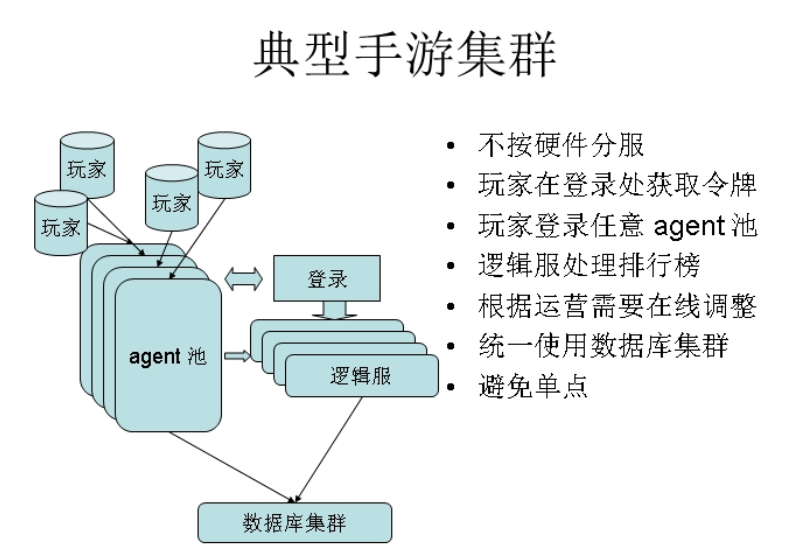 典型手游集群
玩家
玩家
玩家
玩家
登录
agent 池
逻辑服
数据库集群
• 不按硬件分服
• 玩家在登录处获取令牌
• 玩家登录任意 agent 池
• 逻辑服处理排行榜
• 根据运营需要在线调整
• 统一使用数据库集群
• 避免单点